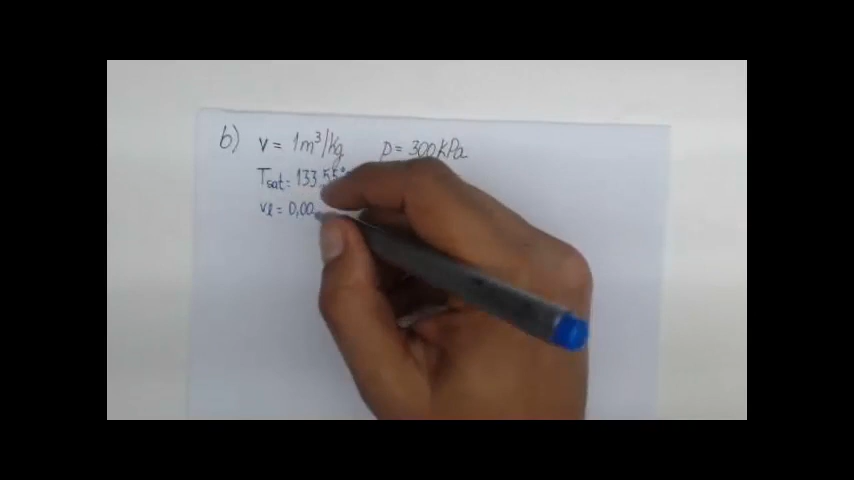 b) v = 1m³/kg p = 300kPa
Tsat = 133,55°
vl = 0,00